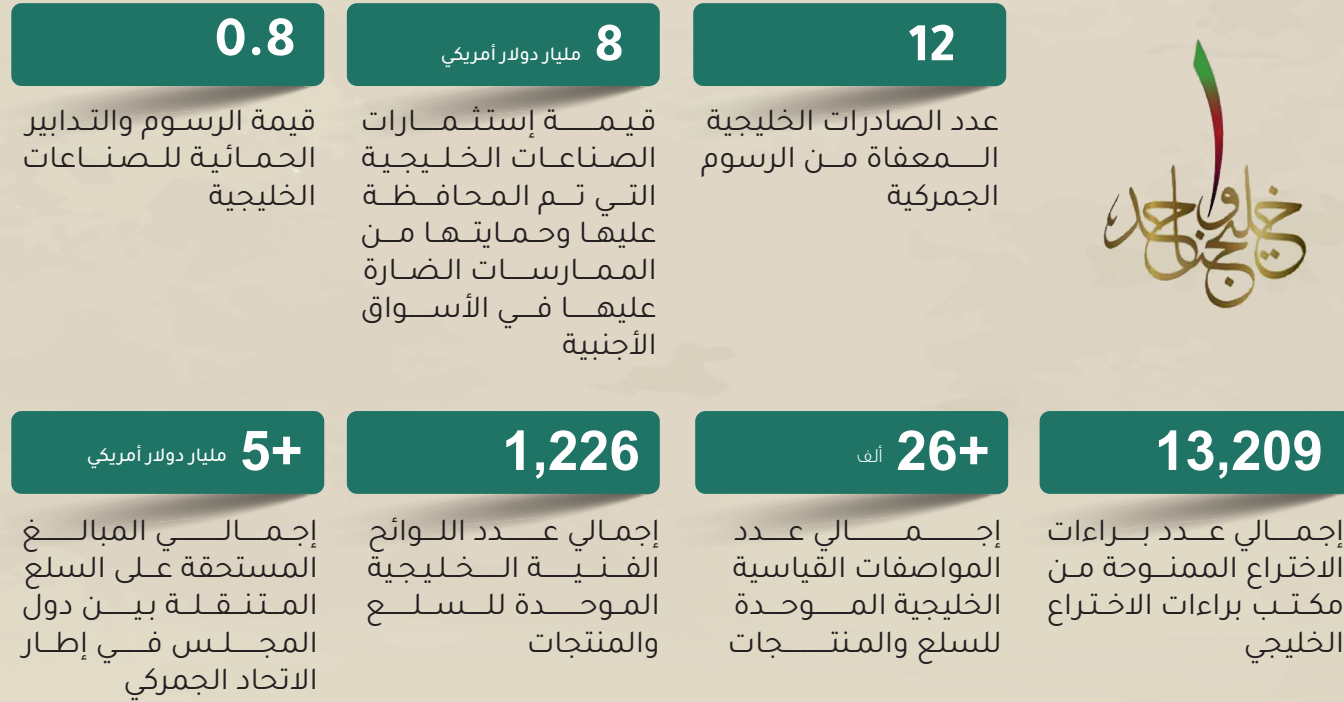 خليجنا واحد
12
عدد الصادرات الخليجية
المعفاة من الرسوم
الجمركية
8 مليار دولار أمريكي
قيمة إستثمارات
الصناعات الخليجية
التي تم المحافظة
عليها وحمايتها من
الممارسات الضارة
عليها في الأسواق
الأجنبية
0.8
قيمة الرسوم والتدابير
الحمائية للصناعات
الخليجية
13,209
إجمالي عدد براءات
الاختراع الممنوحة من
مكتب براءات الاختراع
الخليجي
26+ ألف
إجمالي عدد
المواصفات القياسية
الخليجية الموحدة
للسلع والمنتجات
1,226
إجمالي عدد اللوائح
الفنية الخليجية
الموحدة للسلع
والمنتجات
5+ مليار دولار أمريكي
إجمالي المبالغ
المستحقة على السلع
المتنقلة بين دول
المجلس في إطار
الاتحاد الجمركي